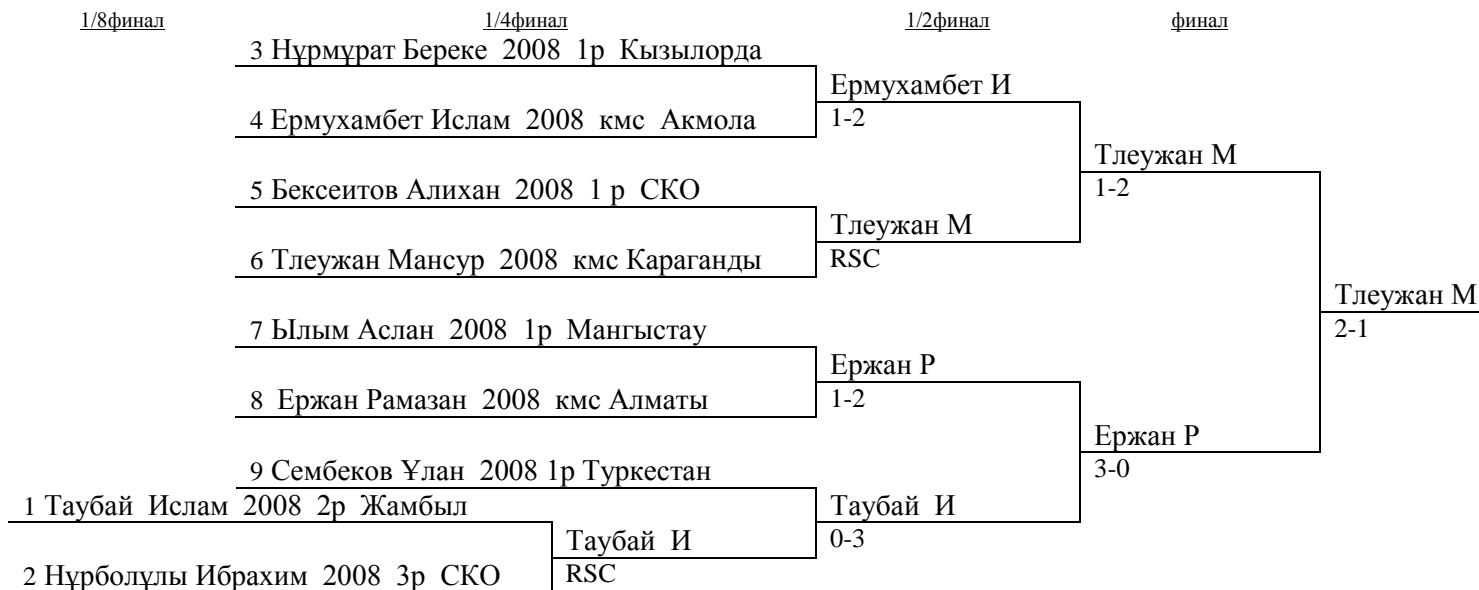 1/8финал 1/4финал 1/2финал финал
3 Нұрмұрат Береке 2008 1р Кызылорда
Ермухамбет И
4 Ермухамбет Ислам 2008 кмс Акмола
1-2
Тлеужан М
5 Бексеитов Алихан 2008 1 р СКО
1-2
Тлеужан М
6 Тлеужан Мансур 2008 кмс Караганды
RSC
Тлеужан М
7 Ылым Аслан 2008 1р Мангыстау
2-1
Ержан Р
8 Ержан Рамазан 2008 кмс Алматы
1-2
Ержан Р
9 Сембеков Ұлан 2008 1р Туркестан
3-0
1 Таубай Ислам 2008 2р Жамбыл
Таубай И
Таубай И
0-3
2 Нұрболұлы Ибрахим 2008 3р СКО
RSC